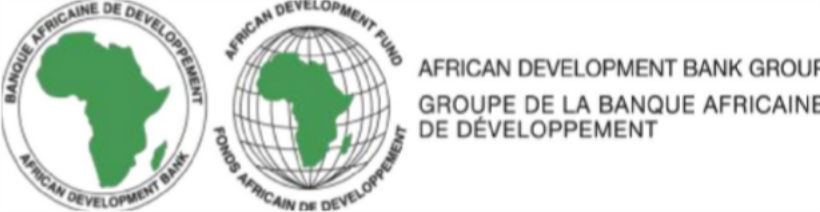 BANQUE AFRICAINE DE DEVELOPPEMENT
AFRICAN DEVELOPMENT BANK
AFRICAN DEVELOPMENT FUND
FONDS AFRICAIN DE DEVELOPPEMENT
AFRICAN DEVELOPMENT BANK GROUP
GROUPE DE LA BANQUE AFRICAINE
DE DÉVELOPPEMENT